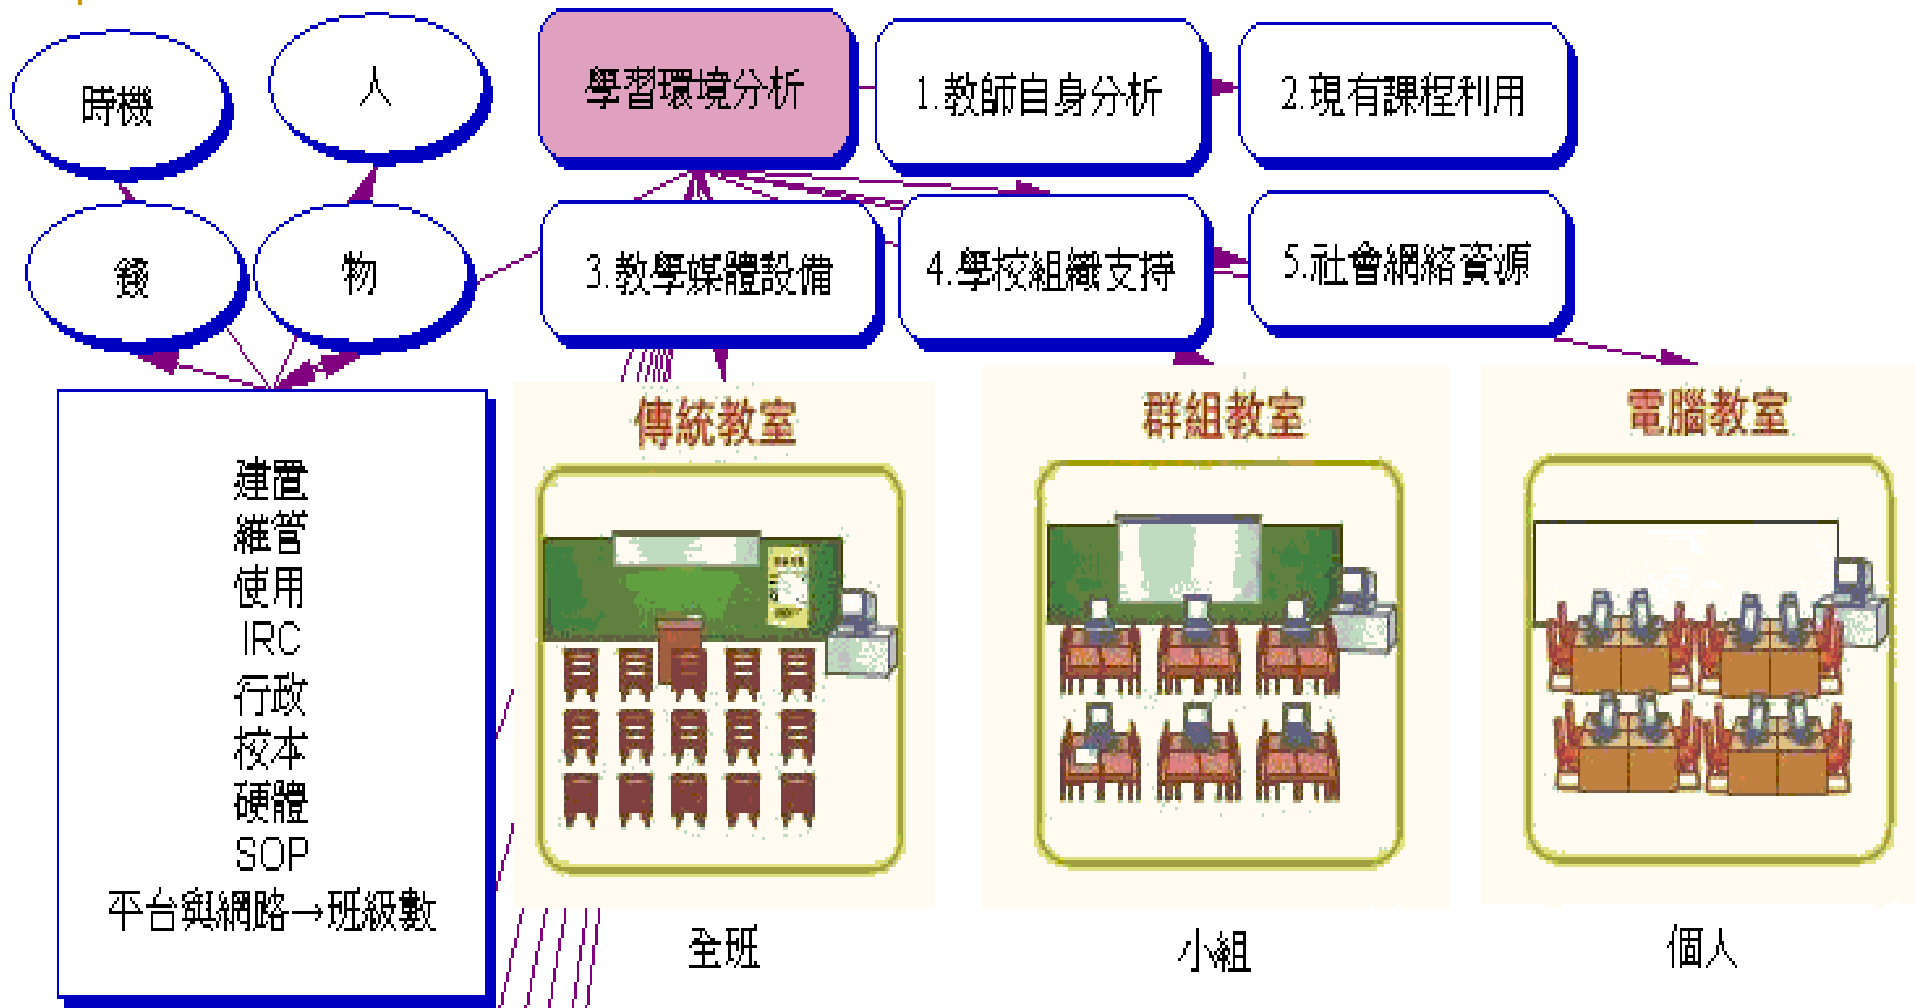 時機
人
學習環境分析
1.教師自身分析
2.現有課程利用
錢
物
3.教學媒體設備
4.學校組織支持
5.社會網絡資源
建置
維管
使用
IRC
行政
校本
硬體
SOP
平台與網路→班級數
傳統教室
群組教室
電腦教室
全班
小組
個人